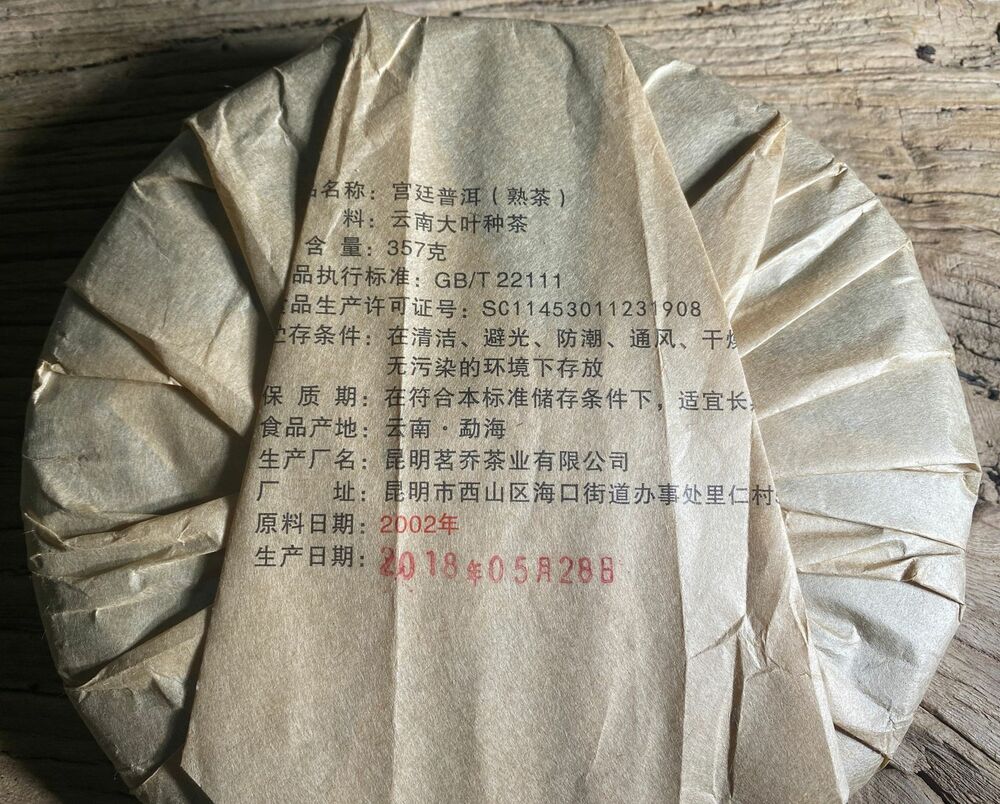 名称：宫廷普洱（熟茶）
料：云南大叶种茶
含量：357克
品执行标准：GB/T 22111
品生产许可证号：SC11453011231908
存条件：在清洁、避光、防潮、通风、干燥
无污染的环境下存放
保质期：在符合本标准储存条件下，适宜长
食品产地：云南·勐海
生产厂名：昆明茗乔茶业有限公司
厂址：昆明市西山区海口街道办事处里仁村
原料日期：2002年
生产日期：2018年05月28日